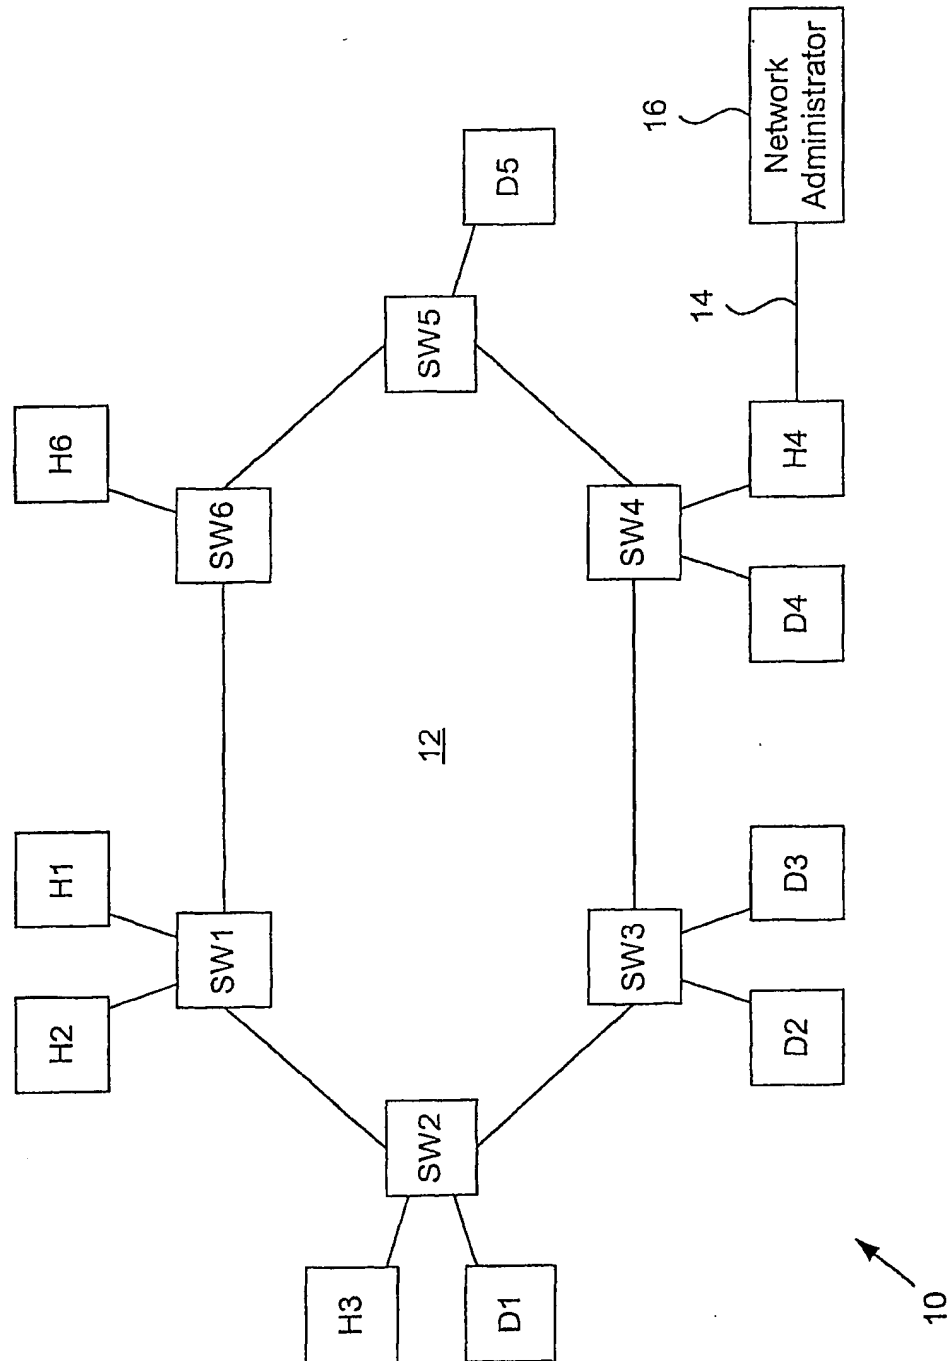 H2
H1
H6
SW1
SW6
H3
D1
SW2
12
SW5
D5
SW3
SW4
D2
D3
D4
H4
14
16
Network
Administrator
10